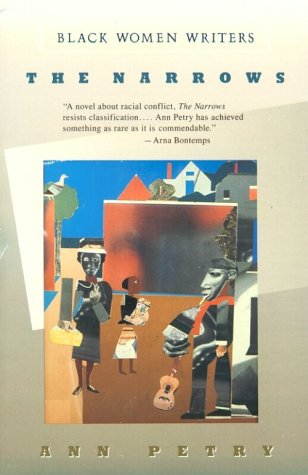 BLACK WOMEN WRITERS
THE NARROWS
“A novel about racial conflict, The Narrows
resists classification.... Ann Petry has achieved
something as rare as it is commendable.”
— Arna Bontemps
ANN PETRY